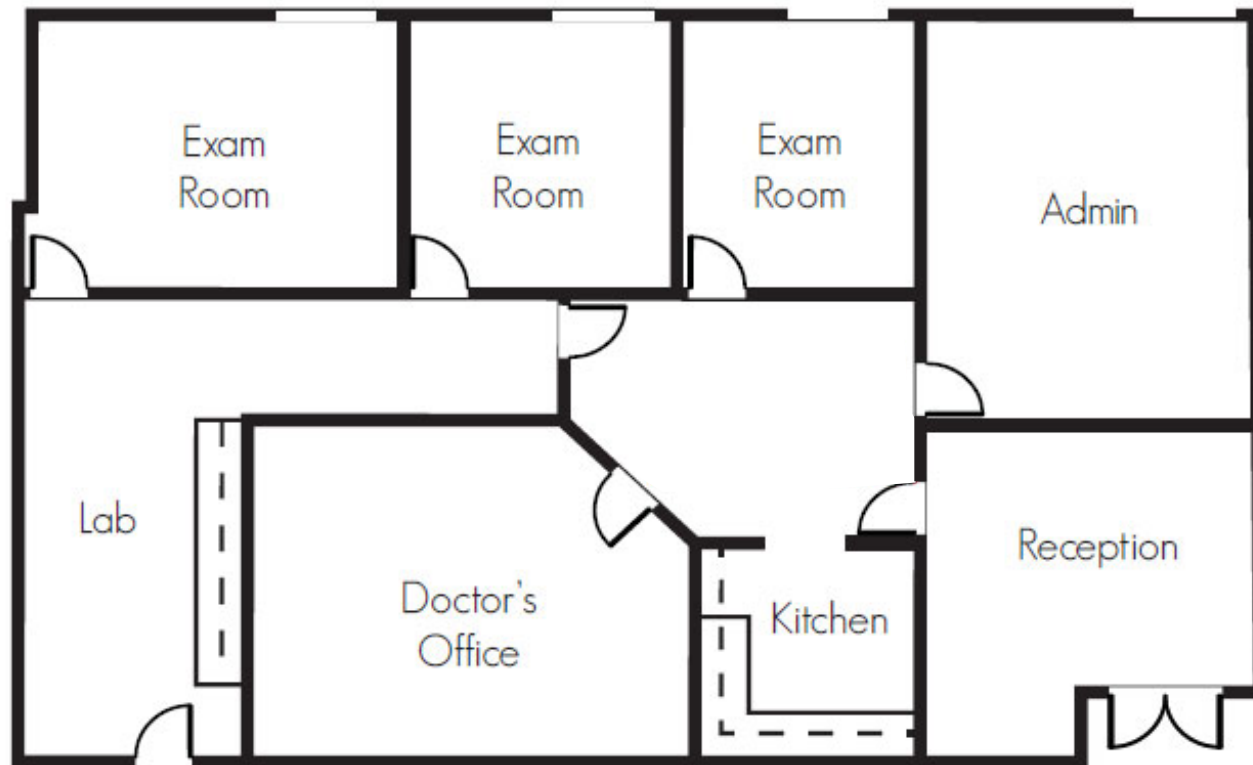 Exam
Room
Exam
Room
Exam
Room
Admin
Lab
Doctor's
Office
Kitchen
Reception